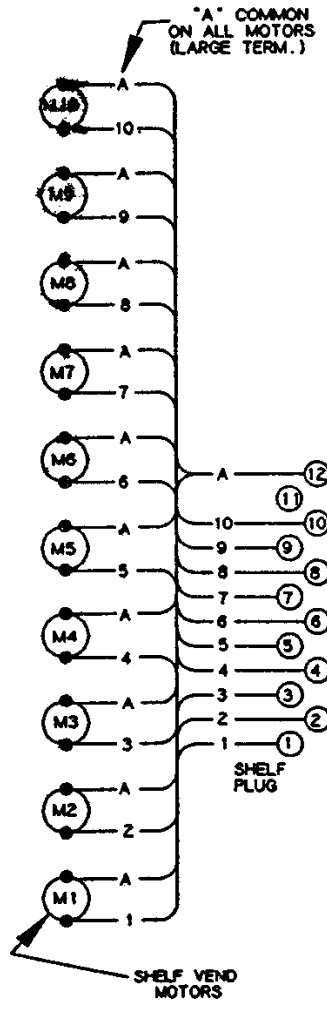 "A" COMMON
ON ALL MOTORS
(LARGE TERM.)
A
10
A
M9
9
A
M8
8
A
M7
7
A
M6
6
A
M5
5
A
M4
4
A
M3
3
A
M2
2
A
M1
1
A 12
11
10 10
9 9
8 8
7 7
6 6
5 5
4 4
3 3
2 2
1 1
SHELF
PLUG
SHELF VEND
MOTORS